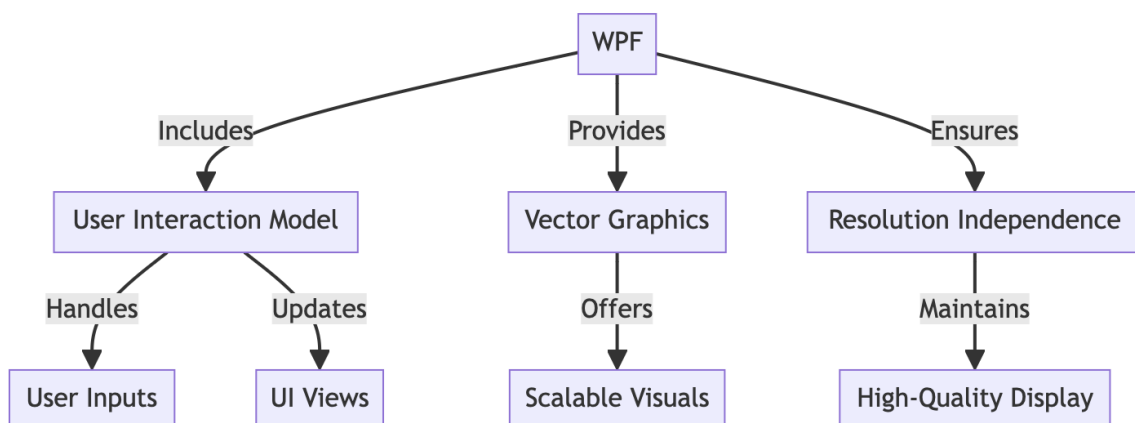 WPF
Includes
Provides
Ensures
User Interaction Model
Vector Graphics
Resolution Independence
Handles
Updates
Offers
Maintains
User Inputs
UI Views
Scalable Visuals
High-Quality Display